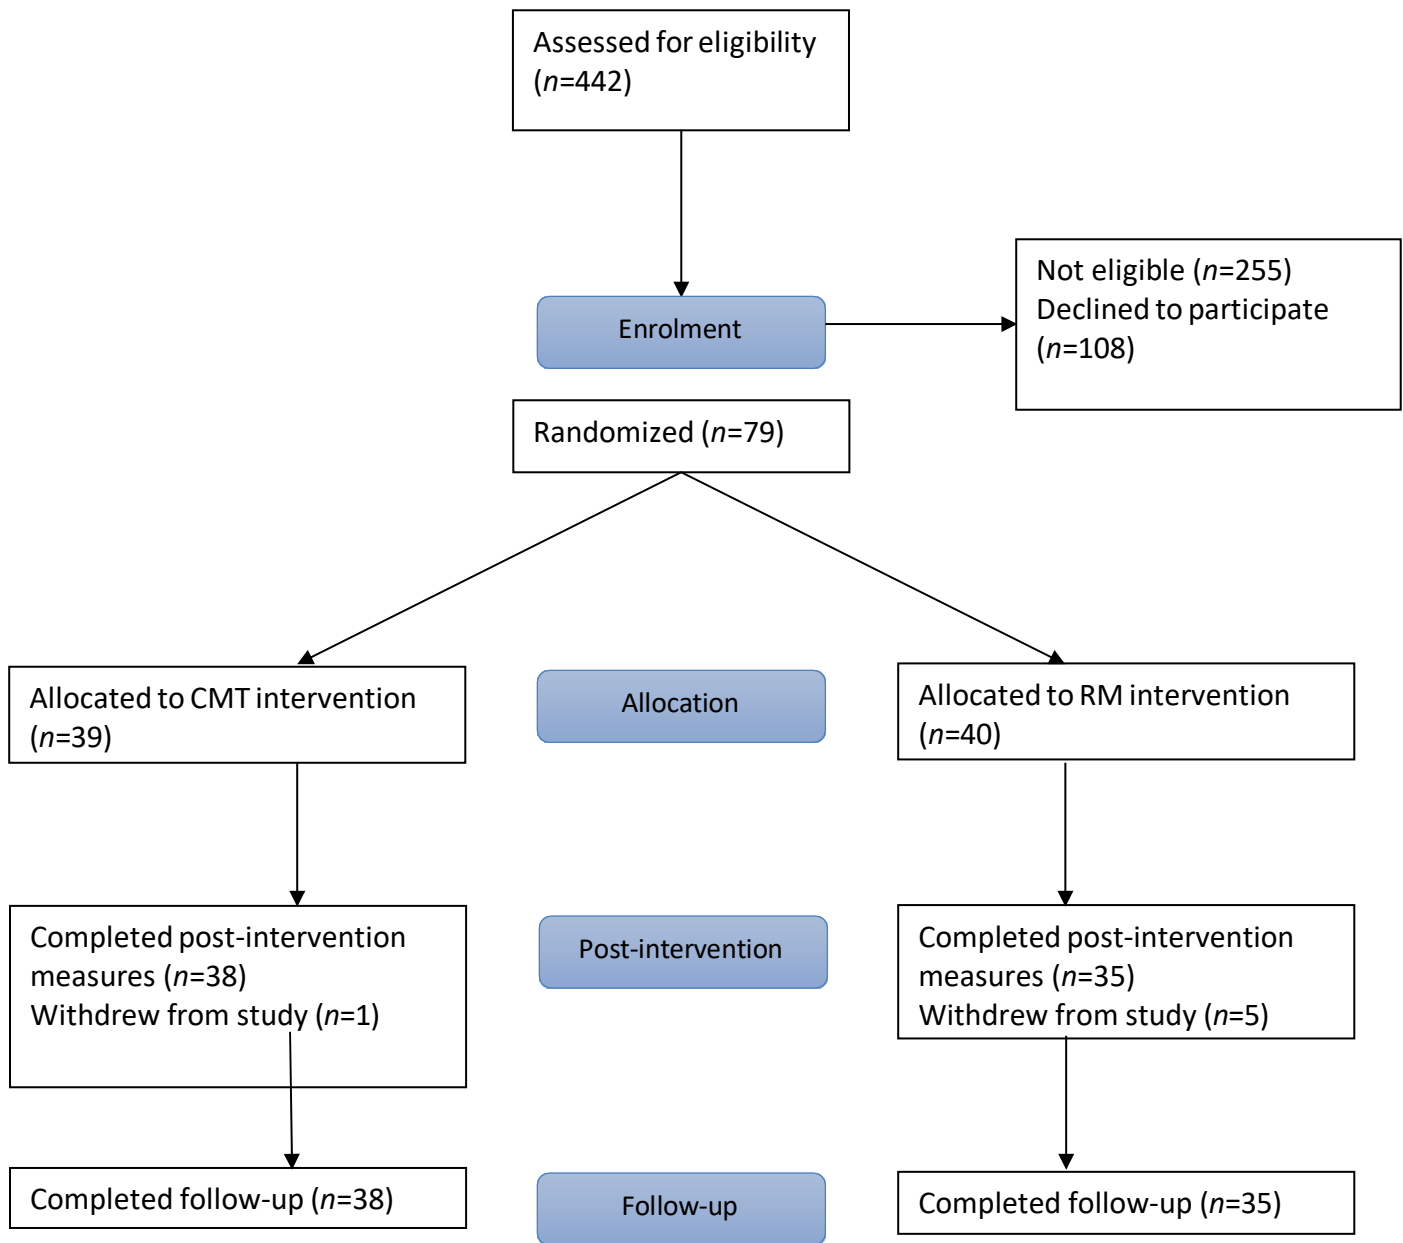 Assessed for eligibility
(n=442)
Not eligible (n=255)
Declined to participate
(n=108)
Enrolment
Randomized (n=79)
Allocated to CMT intervention
(n=39)
Allocation
Allocated to RM intervention
(n=40)
Completed post-intervention
measures (n=38)
Withdrew from study (n=1)
Post-intervention
Completed post-intervention
measures (n=35)
Withdrew from study (n=5)
Completed follow-up (n=38)
Follow-up
Completed follow-up (n=35)